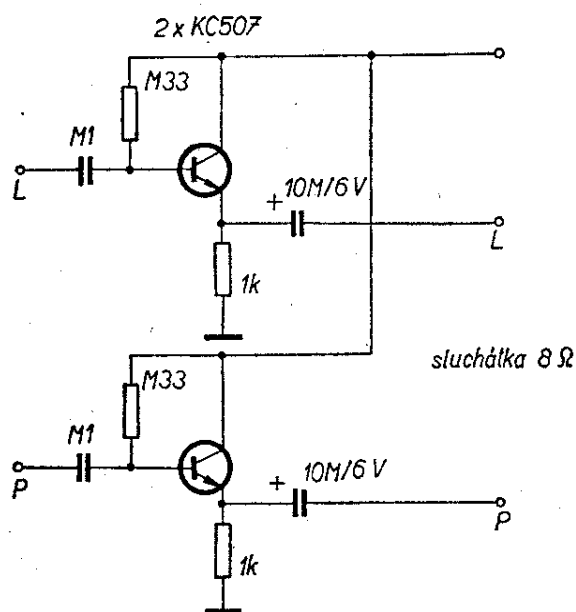 2 x KC507
M33
M1
L
+ 10M/6V
L
1k
sluchátka 8 Ω
M33
M1
P
+ 10M/6V
P
1k